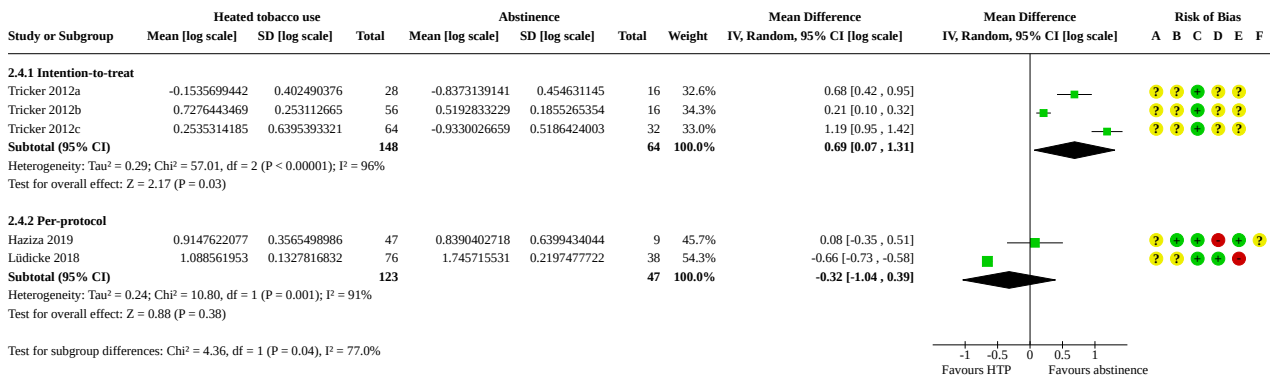 Heated tobacco use Abstinence Mean Difference Mean Difference Risk of Bias
Study or Subgroup Mean [log scale] SD [log scale] Total Mean [log scale] SD [log scale] Total Weight IV, Random, 95% CI [log scale] IV, Random, 95% CI [log scale] A B C D E F
2.4.1 Intention-to-treat
Tricker 2012a -0.1535699442 0.402490376 28 -0.8373139141 0.454631145 16 32.6% 0.68 [0.42 , 0.95] ? ? + ? ?
Tricker 2012b 0.7276443469 0.253112665 56 0.5192833229 0.1855265354 16 34.3% 0.21 [0.10 , 0.32] ? ? + ? ?
Tricker 2012c 0.2535314185 0.6395393321 64 -0.9330026659 0.5186424003 32 33.0% 1.19 [0.95 , 1.42] ? ? + ? ?
Subtotal (95% CI) 148 64 100.0% 0.69 [0.07 , 1.31]
Heterogeneity: Tau² = 0.29; Chi² = 57.01, df = 2 (P < 0.00001); I² = 96%
Test for overall effect: Z = 2.17 (P = 0.03)
2.4.2 Per-protocol
Haziza 2019 0.9147622077 0.3565498986 47 0.8390402718 0.6399434044 9 45.7% 0.08 [-0.35 , 0.51] ? + + - + ?
Lüdicke 2018 1.088561953 0.1327816832 76 1.745715531 0.2197477722 38 54.3% -0.66 [-0.73 , -0.58] ? ? + + -
Subtotal (95% CI) 123 47 100.0% -0.32 [-1.04 , 0.39]
Heterogeneity: Tau² = 0.24; Chi² = 10.80, df = 1 (P = 0.001); I² = 91%
Test for overall effect: Z = 0.88 (P = 0.38)
Test for subgroup differences: Chi² = 4.36, df = 1 (P = 0.04), I² = 77.0%
-1 -0.5 0 0.5 1
Favours HTP Favours abstinence